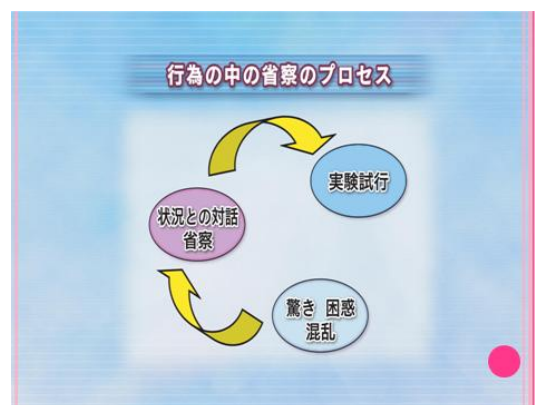 行為の中の省察のプロセス
実験試行
状況との対話
省察
驚き 困惑
混乱